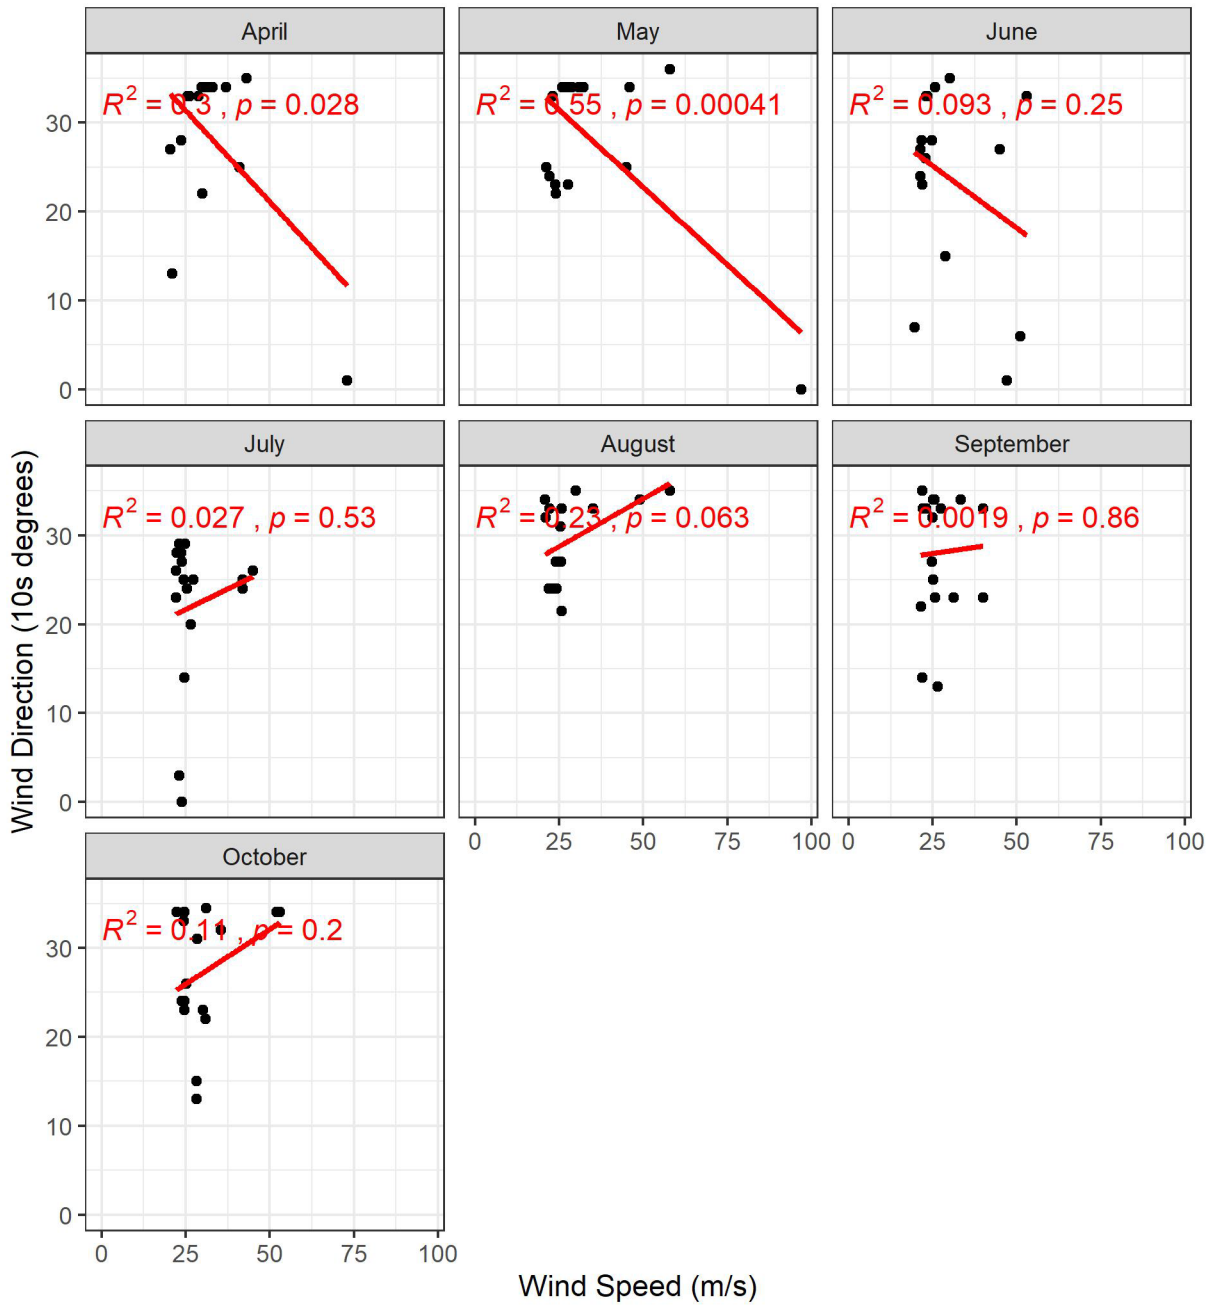 April
May
June
R² = 0.3 , p = 0.028
R² = 0.55 , p = 0.00041
R² = 0.093 , p = 0.25
30
20
10
0
July
August
September
R² = 0.027 , p = 0.53
R² = 0.23 , p = 0.063
R² = 0.0019 , p = 0.86
30
20
10
0
0 25 50 75 100
0 25 50 75 100
October
R² = 0.11 , p = 0.2
30
20
10
0
0 25 50 75 100
Wind Direction (10s degrees)
Wind Speed (m/s)